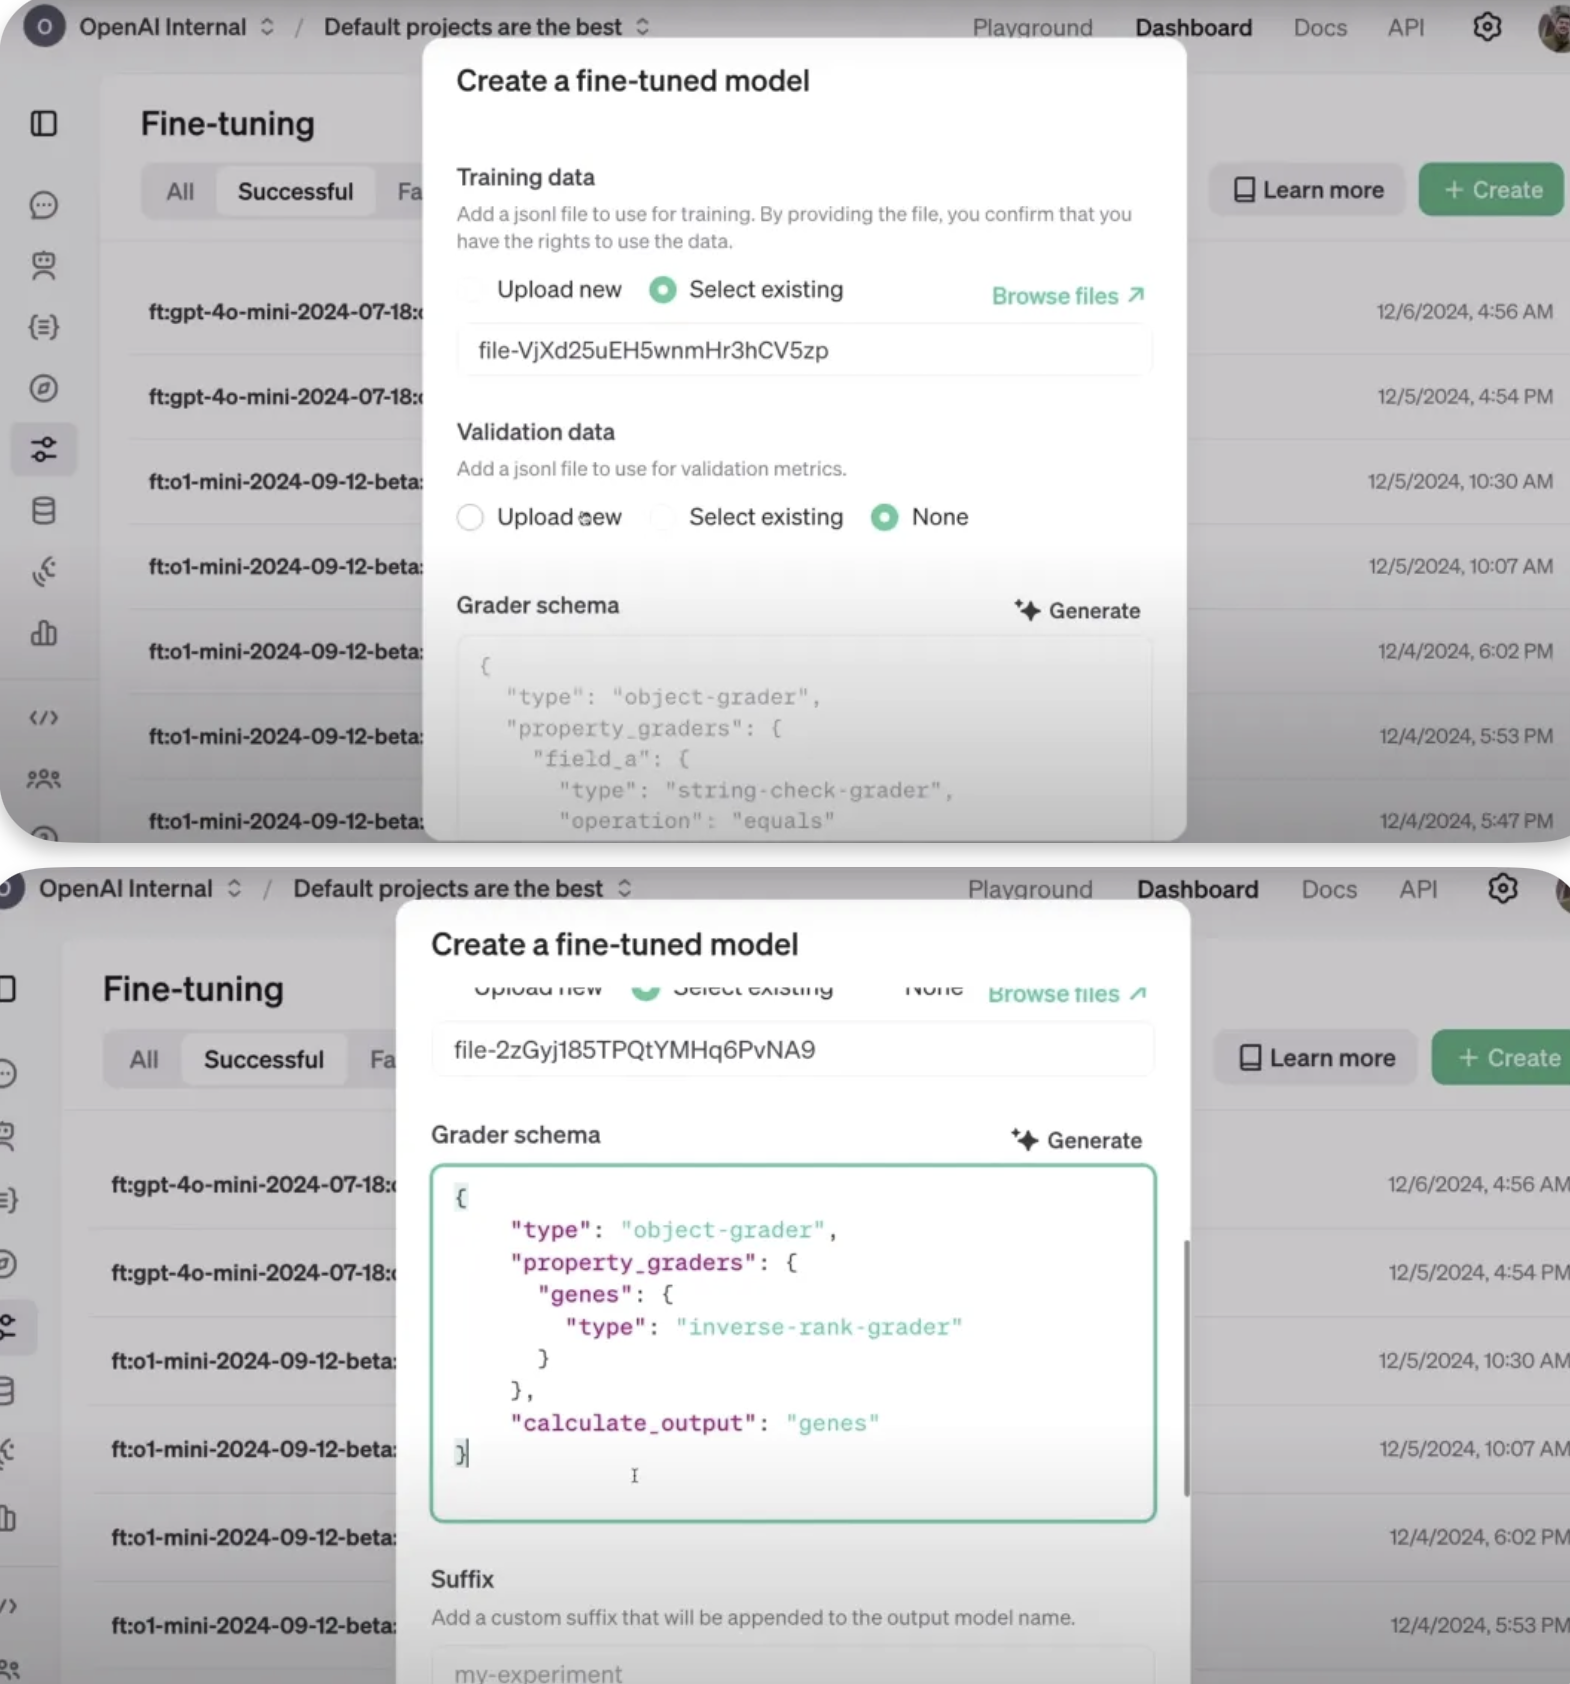 O OpenAI Internal / Default projects are the best Playground Dashboard Docs API
Create a fine-tuned model
Fine-tuning
Training data
All Successful Fa
Learn more + Create
Add a jsonl file to use for training. By providing the file, you confirm that you
have the rights to use the data.
Upload new Select existing Browse files
ft:gpt-4o-mini-2024-07-18:c 12/6/2024, 4:56 AM
file-VjXd25uEH5wnmHr3hCV5zp
ft:gpt-4o-mini-2024-07-18:c 12/5/2024, 4:54 PM
Validation data
Add a jsonl file to use for validation metrics.
ft:o1-mini-2024-09-12-beta: 12/5/2024, 10:30 AM
Upload new Select existing None
ft:o1-mini-2024-09-12-beta: 12/5/2024, 10:07 AM
Grader schema Generate
ft:o1-mini-2024-09-12-beta: 12/4/2024, 6:02 PM
{
"type": "object-grader",
"property_graders": {
ft:o1-mini-2024-09-12-beta: 12/4/2024, 5:53 PM
"field_a": {
"type": "string-check-grader",
"operation": "equals"
ft:o1-mini-2024-09-12-beta: 12/4/2024, 5:47 PM
OpenAI Internal / Default projects are the best Playground Dashboard Docs API
Create a fine-tuned model
Fine-tuning
Upload new Select existing None Browse files
All Successful Fa
file-2zGyj185TPQtYMHq6PvNA9
Learn more + Create
Grader schema Generate
ft:gpt-4o-mini-2024-07-18:c 12/6/2024, 4:56 AM
{
"type": "object-grader",
"property_graders": {
ft:gpt-4o-mini-2024-07-18:c 12/5/2024, 4:54 PM
"genes": {
"type": "inverse-rank-grader"
}
ft:o1-mini-2024-09-12-beta: 12/5/2024, 10:30 AM
},
"calculate_output": "genes"
}
ft:o1-mini-2024-09-12-beta: 12/5/2024, 10:07 AM
ft:o1-mini-2024-09-12-beta: 12/4/2024, 6:02 PM
Suffix
Add a custom suffix that will be appended to the output model name.
ft:o1-mini-2024-09-12-beta: 12/4/2024, 5:53 PM
my-experiment